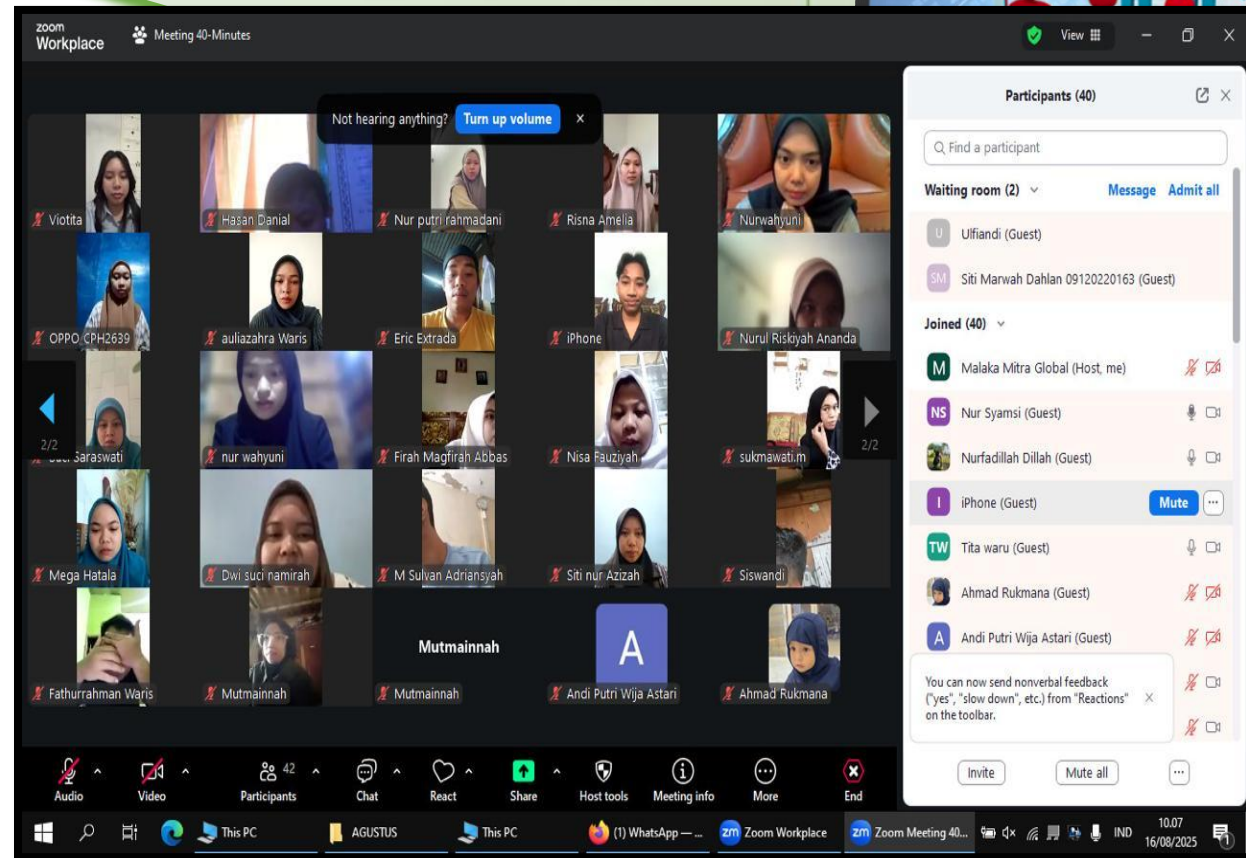 zoom
Workplace
Meeting 40-Minutes
View
Not hearing anything? Turn up volume
Viotita
Hasan Danial
Nur putri rahmadani
Risna Amelia
Nurwahyuni
OPPO CPH2639
auliazahra Waris
Eric Extrada
iPhone
Nurul Riskiyah Ananda
2/2
Saraswati
nur wahyuni
Firah Magfirah Abbas
Nisa Fauziyah
sukmawati.m
2/2
Mega Hatala
Dwi suci namirah
M Sulvan Adriansyah
Siti nur Azizah
Siswandi
Mutmainnah
A
Fathurrahman Waris
Mutmainnah
Mutmainnah
Andi Putri Wija Astari
Ahmad Rukmana
Audio
Video
Participants
42
Chat
React
Share
Host tools
Meeting info
More
End
Participants (40)
Find a participant
Waiting room (2) Message Admit all
U Ulfiandi (Guest)
SM Siti Marwah Dahlan 09120220163 (Guest)
Joined (40)
M Malaka Mitra Global (Host, me)
NS Nur Syamsi (Guest)
Nurfadillah Dillah (Guest)
I iPhone (Guest) Mute
TW Tita waru (Guest)
Ahmad Rukmana (Guest)
A Andi Putri Wija Astari (Guest)
You can now send nonverbal feedback
("yes", "slow down", etc.) from "Reactions"
on the toolbar.
Invite Mute all
This PC
AGUSTUS
This PC
(1) WhatsApp — ...
zm Zoom Workplace
zm Zoom Meeting 40...
IND
10.07
16/08/2025
1